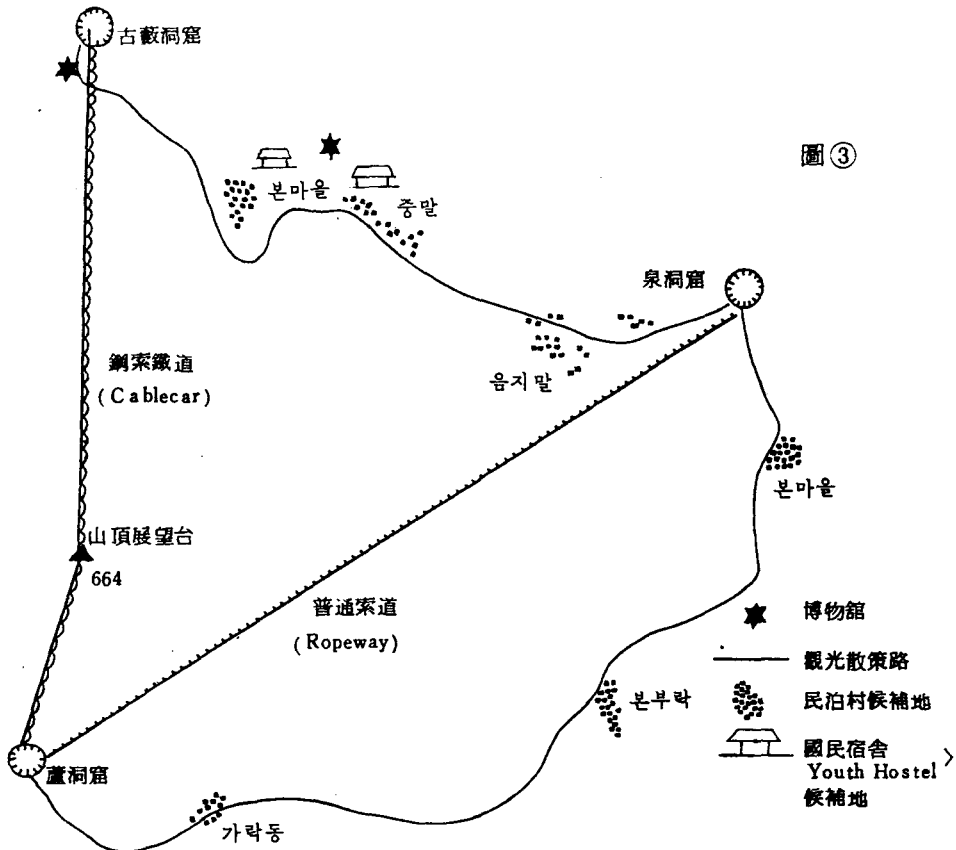 古藪洞窟
圖③
본마을
중말
泉洞窟
鋼索鐵道
(Cablecar)
음지말
본마을
山頂展望台
664
普通索道
(Ropeway)
博物舘
觀光散策路
본부락
民泊村候補地
國民宿舍
Youth Hostel
候補地
蘆洞窟
가락동